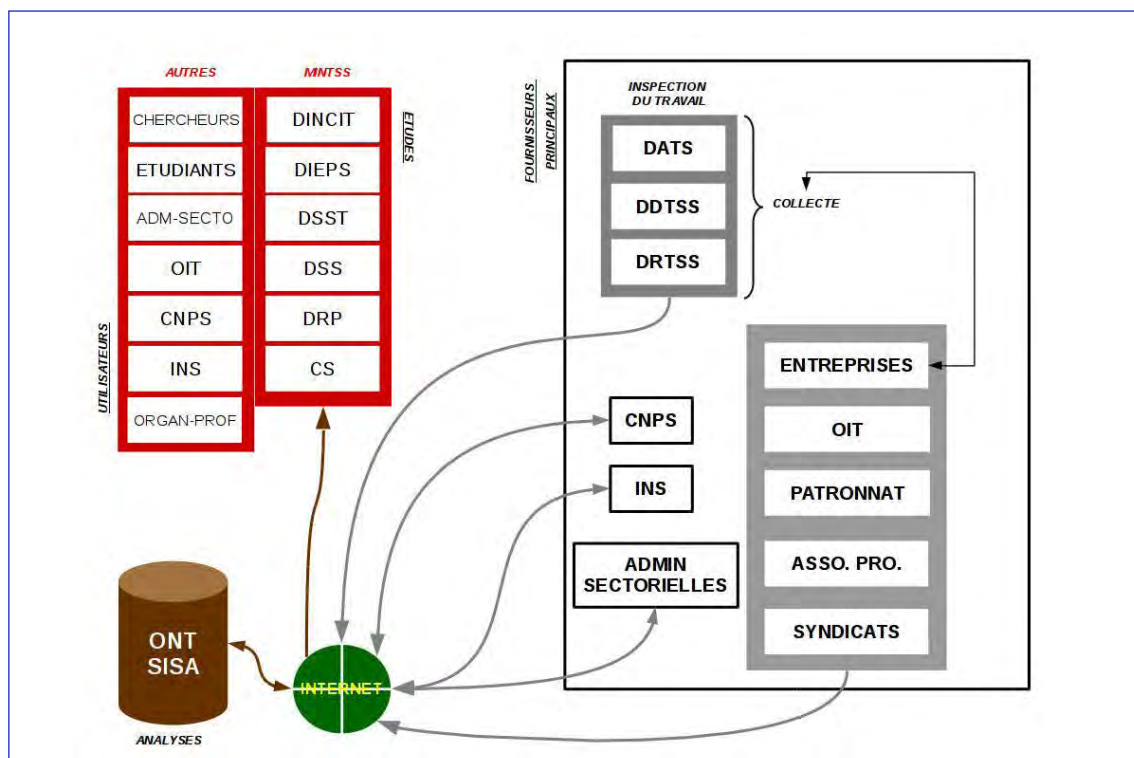 AUTRES
MINTSS
CHERCHEURS
ETUDIANTS
ADM-SECTO
OIT
CNPS
INS
ORGAN-PROF
DINCIT
DIEPS
DSST
DSS
DRP
CS
ETUDES
UTILISATEURS
FOURNISSEURS
PRINCIPAUX
INSPECTION
DU TRAVAIL
DATS
DDTSS
DRTSS
COLLECTE
ENTREPRISES
OIT
PATRONNAT
ASSO. PRO.
SYNDICATS
CNPS
INS
ADMIN
SECTORIELLES
ONT
SISA
ANALYSES
INTERNET